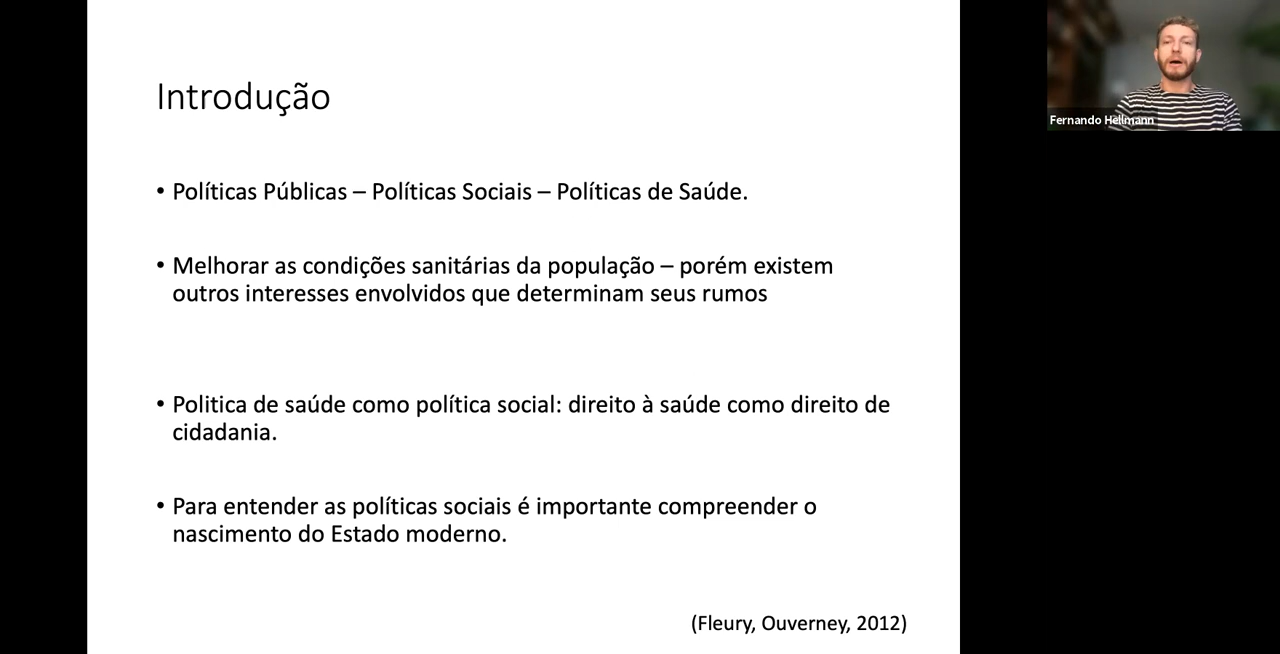 Introdução
• Políticas Públicas – Políticas Sociais – Políticas de Saúde.
• Melhorar as condições sanitárias da população – porém existem
outros interesses envolvidos que determinam seus rumos
• Politica de saúde como política social: direito à saúde como direito de
cidadania.
• Para entender as políticas sociais é importante compreender o
nascimento do Estado moderno.
(Fleury, Ouverney, 2012)
Fernando Hellmann